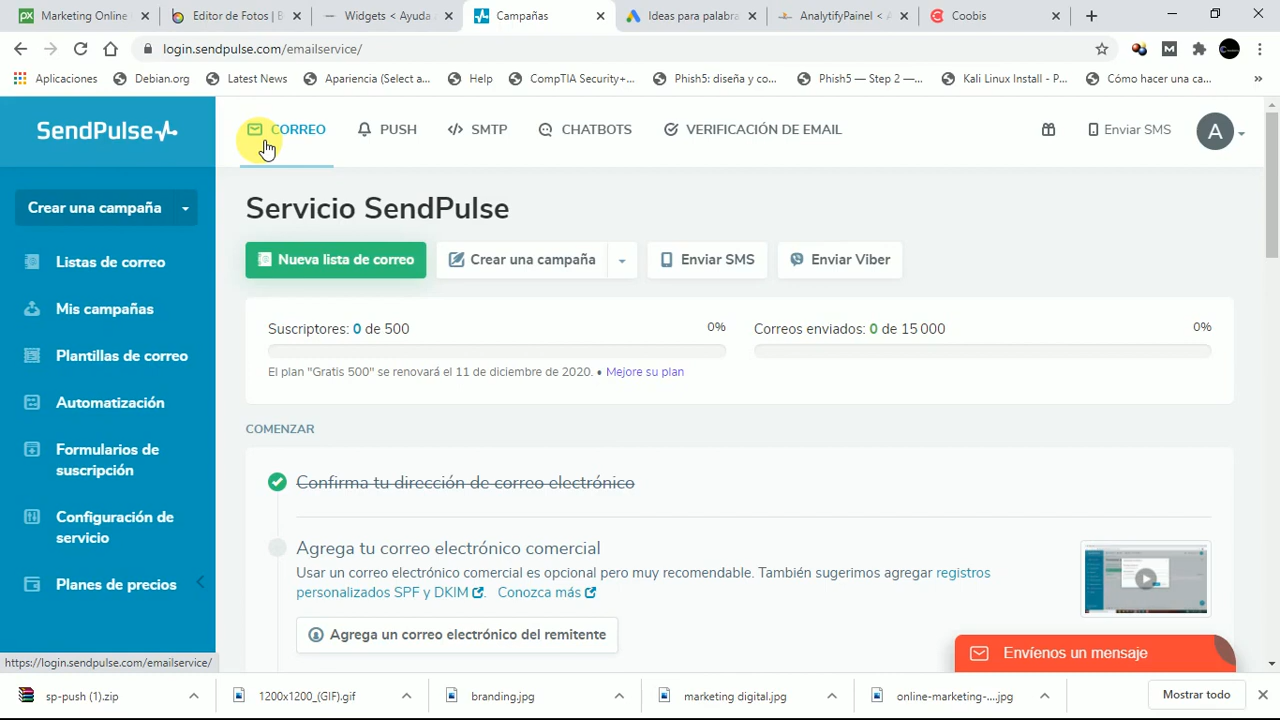 Marketing Online
Editor de Fotos | B
Widgets < Ayuda
Campañas
Ideas para palabra
AnalytifyPainel < A
Coobis
login.sendpulse.com/emailservice/
Aplicaciones
Debian.org
Latest News
Apariencia (Select a...
Help
CompTIA Security+...
Phish5: diseño y co...
Phish5 — Step 2 —...
Kali Linux Install - P...
Cómo hacer una ca...
»
SendPulse
CORREO
PUSH
SMTP
CHATBOTS
VERIFICACIÓN DE EMAIL
Enviar SMS
A
Crear una campaña
Listas de correo
Mis campañas
Plantillas de correo
Automatización
Formularios de
suscripción
Configuración de
servicio
Planes de precios
Servicio SendPulse
Nueva lista de correo
Crear una campaña
Enviar SMS
Enviar Viber
Suscriptores: 0 de 500
0%
Correos enviados: 0 de 15 000
0%
El plan "Gratis 500" se renovará el 11 de diciembre de 2020. • Mejore su plan
COMENZAR
Confirma tu dirección de correo electrónico
Agrega tu correo electrónico comercial
Usar un correo electrónico comercial es opcional pero muy recomendable. También sugerimos agregar registros
personalizados SPF y DKIM. Conozca más
Agrega un correo electrónico del remitente
Envíenos un mensaje
https://login.sendpulse.com/emailservice/
sp-push (1).zip
1200x1200_(GIF).gif
branding.jpg
marketing digital.jpg
online-marketing-....jpg
Mostrar todo